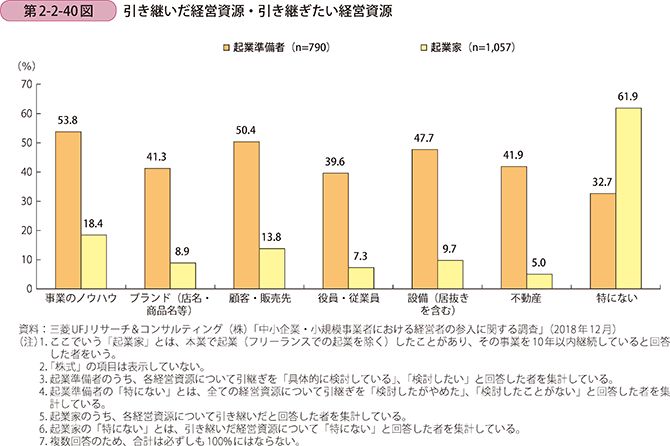 第2-2-40図 引き継いだ経営資源・引き継ぎたい経営資源
起業準備者（n=790） 起業家（n=1,057）
（%）
70
60
50
40
30
20
10
0
53.8 18.4
41.3 8.9
50.4 13.8
39.6 7.3
47.7 9.7
41.9 5.0
32.7 61.9
事業のノウハウ ブランド（店名・ 顧客・販売先 役員・従業員 設備（居抜き 不動産 特にない
商品名等） を含む）
資料：三菱UFJリサーチ＆コンサルティング（株）「中小企業・小規模事業者における経営者の参入に関する調査」（2018年12月）
（注）1. ここでいう「起業家」とは、本業で起業（フリーランスでの起業を除く）したことがあり、その事業を10年以内継続していると回答
した者をいう。
2.「株式」の項目は表示していない。
3. 起業準備者のうち、各経営資源について引継ぎを「具体的に検討している」、「検討したい」と回答した者を集計している。
4. 起業準備者の「特にない」とは、全ての経営資源について引継ぎを「検討したがやめた」、「検討したことがない」と回答した者を集
計している。
5. 起業家のうち、各経営資源について引き継いだと回答した者を集計している。
6. 起業家の「特にない」とは、引き継いだ経営資源について「特にない」と回答した者を集計している。
7. 複数回答のため、合計は必ずしも100%にはならない。